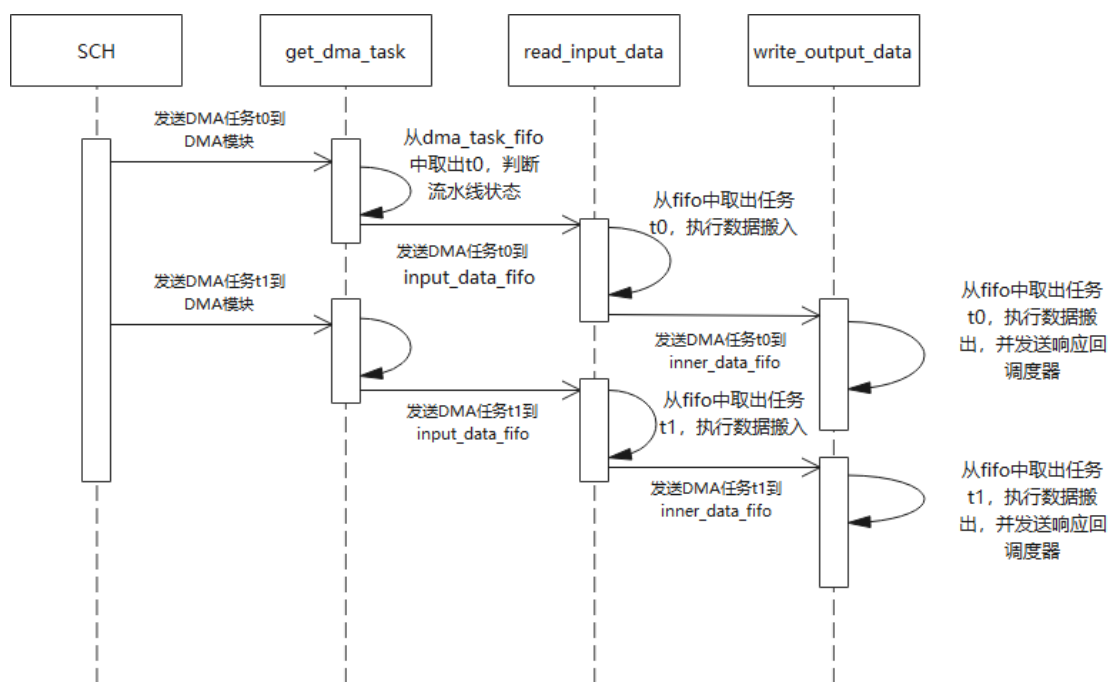 SCH
get_dma_task
read_input_data
write_output_data
发送DMA任务t0到
DMA模块
从dma_task_fifo
中取出t0，判断
流水线状态
发送DMA任务t0到
input_data_fifo
从fifo中取出任务
t0，执行数据搬入
发送DMA任务t1到
DMA模块
发送DMA任务t0到
inner_data_fifo
从fifo中取出任务
t0，执行数据搬
出，并发送响应回
调度器
发送DMA任务t1到
input_data_fifo
从fifo中取出任务
t1，执行数据搬入
发送DMA任务t1到
inner_data_fifo
从fifo中取出任务
t1，执行数据搬
出，并发送响应回
调度器